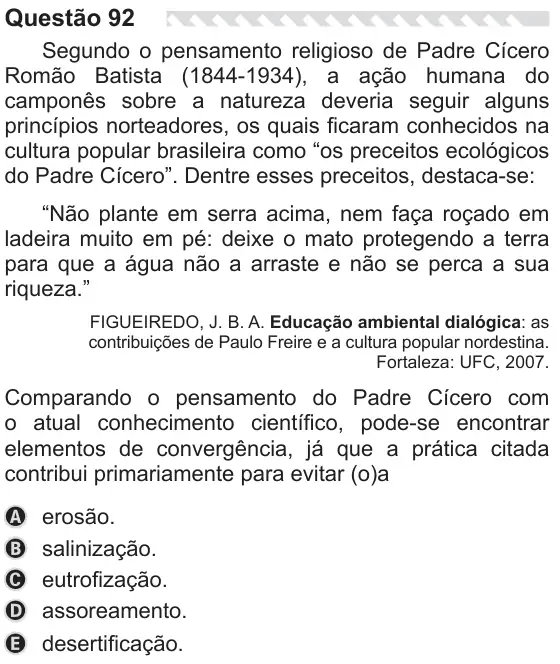 Questão 92
Segundo o pensamento religioso de Padre Cícero
Romão Batista (1844-1934), a ação humana do
camponês sobre a natureza deveria seguir alguns
princípios norteadores, os quais ficaram conhecidos na
cultura popular brasileira como “os preceitos ecológicos
do Padre Cícero”. Dentre esses preceitos, destaca-se:
“Não plante em serra acima, nem faça roçado em
ladeira muito em pé: deixe o mato protegendo a terra
para que a água não a arraste e não se perca a sua
riqueza.”
FIGUEIREDO, J. B. A. Educação ambiental dialógica: as
contribuições de Paulo Freire e a cultura popular nordestina.
Fortaleza: UFC, 2007.
Comparando o pensamento do Padre Cícero com
o atual conhecimento científico, pode-se encontrar
elementos de convergência, já que a prática citada
contribui primariamente para evitar (o)a
A erosão.
B salinização.
C eutrofização.
D assoreamento.
E desertificação.